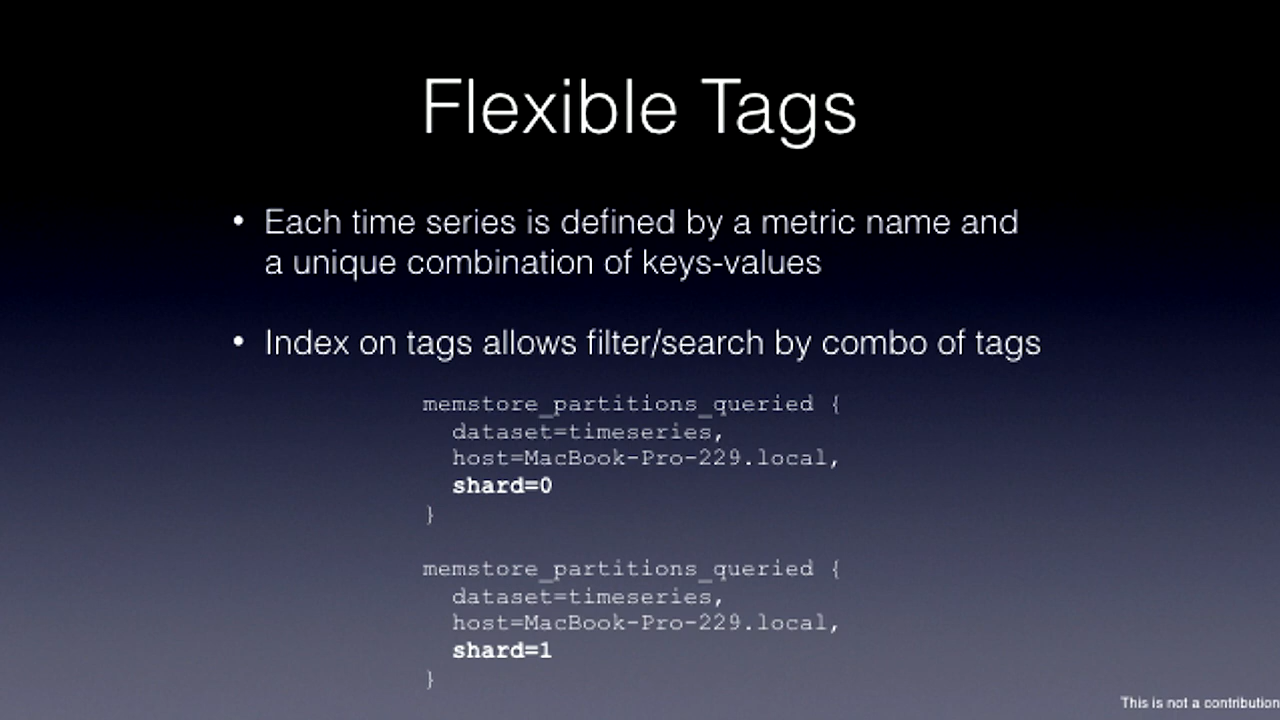 Flexible Tags
• Each time series is defined by a metric name and
a unique combination of keys-values
• Index on tags allows filter/search by combo of tags
memstore_partitions_queried {
dataset=timeseries,
host=MacBook-Pro-229.local,
shard=0
}
memstore_partitions_queried {
dataset=timeseries,
host=MacBook-Pro-229.local,
shard=1
}
This is not a contribution